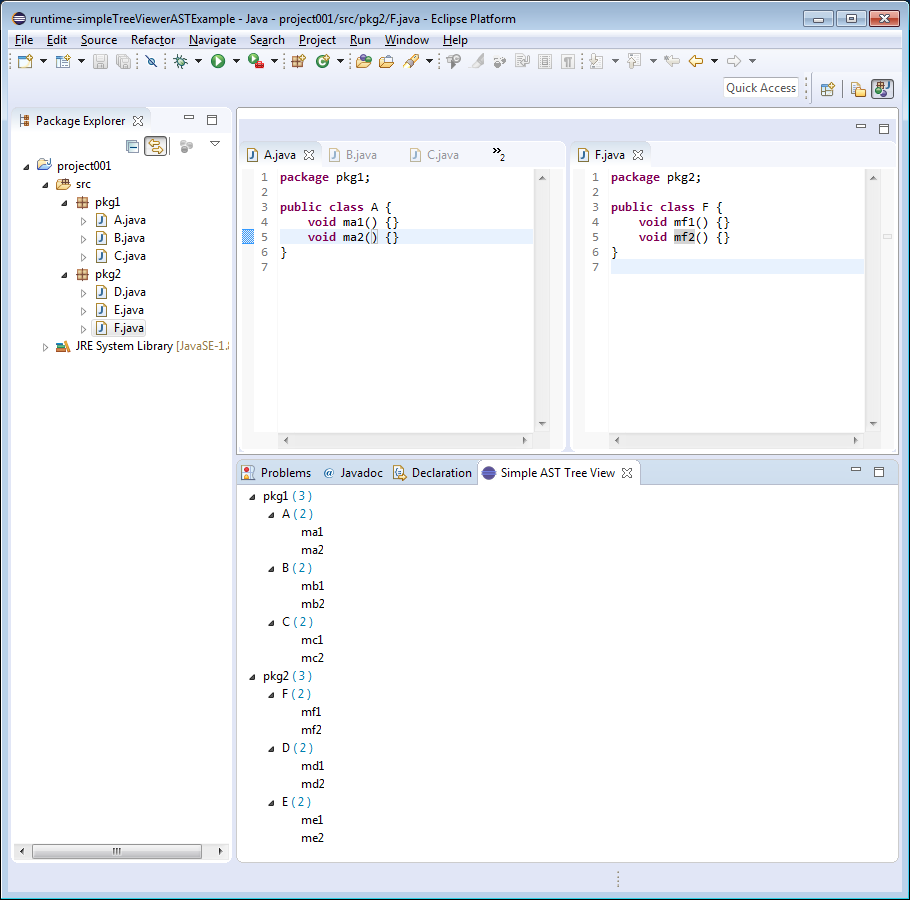 runtime-simpleTreeViewerASTExample - Java - project001/src/pkg2/F.java - Eclipse Platform
File Edit Source Refactor Navigate Search Project Run Window Help
Quick Access
Package Explorer
project001
src
pkg1
A.java
B.java
C.java
pkg2
D.java
E.java
F.java
JRE System Library [JavaSE-1.8
A.java B.java C.java »2
1 package pkg1;
2
3 public class A {
4 void ma1() {}
5 void ma2() {}
6 }
7
F.java
1 package pkg2;
2
3 public class F {
4 void mf1() {}
5 void mf2() {}
6 }
7
Problems @ Javadoc Declaration Simple AST Tree View
pkg1 ( 3 )
A ( 2 )
ma1
ma2
B ( 2 )
mb1
mb2
C ( 2 )
mc1
mc2
pkg2 ( 3 )
F ( 2 )
mf1
mf2
D ( 2 )
md1
md2
E ( 2 )
me1
me2